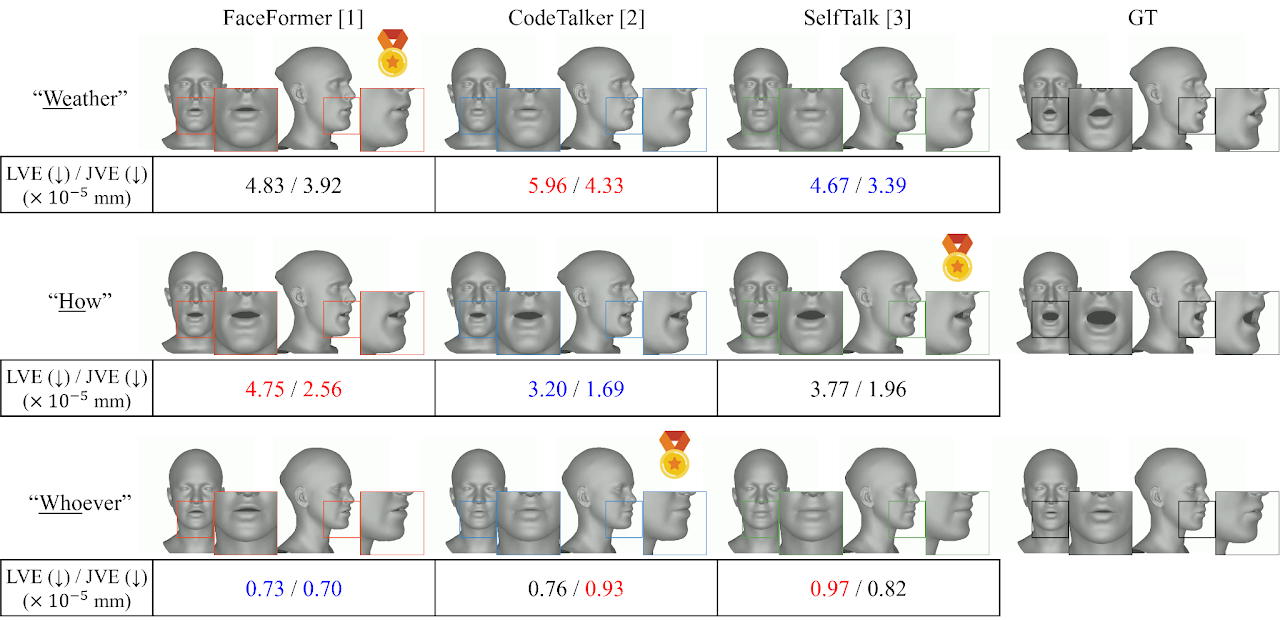 FaceFormer [1] CodeTalker [2] SelfTalk [3] GT
“Weather”
LVE (↓) / JVE (↓)
(× 10⁻⁵ mm)
4.83 / 3.92 5.96 / 4.33 4.67 / 3.39
“How”
LVE (↓) / JVE (↓)
(× 10⁻⁵ mm)
4.75 / 2.56 3.20 / 1.69 3.77 / 1.96
“Whoever”
LVE (↓) / JVE (↓)
(× 10⁻⁵ mm)
0.73 / 0.70 0.76 / 0.93 0.97 / 0.82